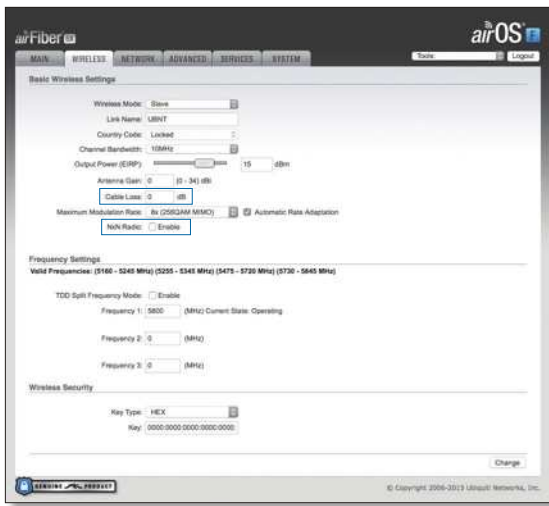 airFiber 5X
airOS
MAIN WIRELESS NETWORK ADVANCED SERVICES SYSTEM Tools: Logout
Basic Wireless Settings
Wireless Mode: Slave
Link Name: UBNT
Country Code: Locked
Channel Bandwidth: 10MHz
Output Power (EIRP): 15 dBm
Antenna Gain: 0 (0 - 34) dBi
Cable Loss: 0 dB
Maximum Modulation Rate: 8x (256QAM MIMO) Automatic Rate Adaptation
NxN Radio: Enable
Frequency Settings
Valid Frequencies: (5160 - 5245 MHz) (5255 - 5345 MHz) (5475 - 5720 MHz) (5730 - 5845 MHz)
TDD Split Frequency Mode: Enable
Frequency 1: 5800 (MHz) Current State: Operating
Frequency 2: 0 (MHz)
Frequency 3: 0 (MHz)
Wireless Security
Key Type: HEX
Key: 0000:0000:0000:0000:0000:
Change
GENUINE PRODUCT
© Copyright 2006-2015 Ubiquiti Networks, Inc.